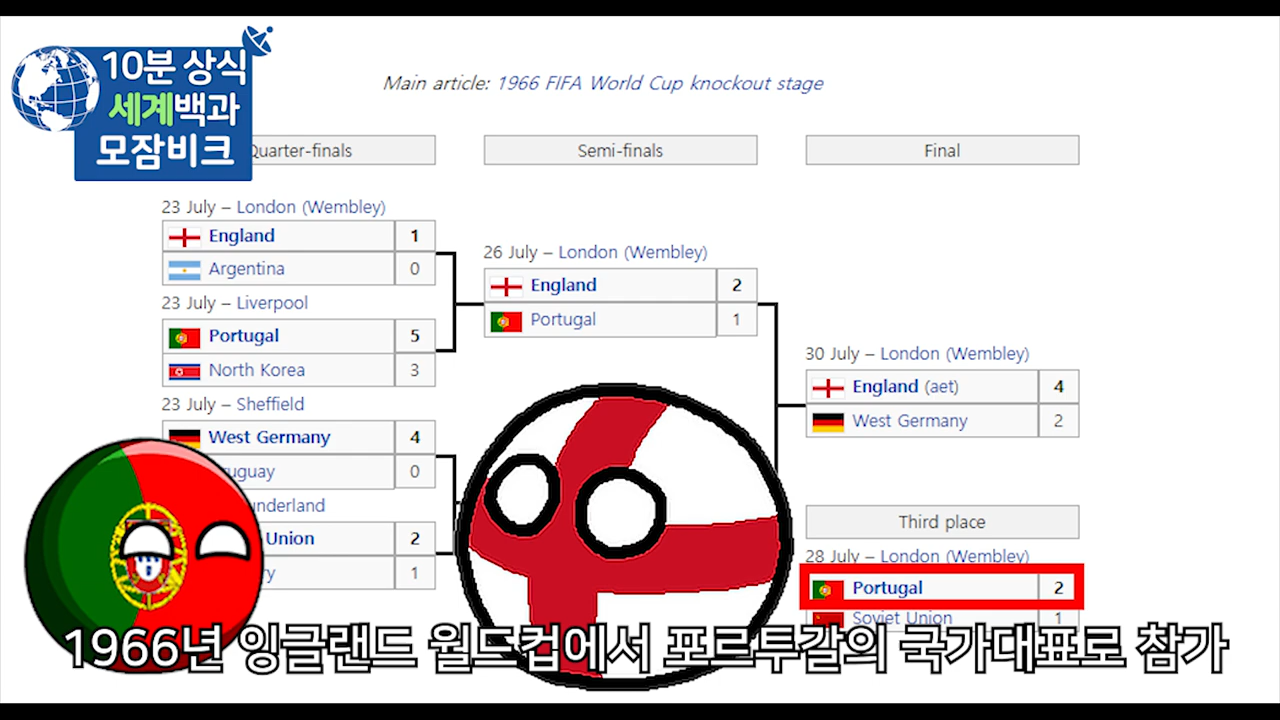 10분 상식
세계백과
모잠비크
Main article: 1966 FIFA World Cup knockout stage
Quarter-finals
Semi-finals
Final
23 July – London (Wembley)
England 1
Argentina 0
23 July – Liverpool
Portugal 5
North Korea 3
23 July – Sheffield
West Germany 4
0
2
1
26 July – London (Wembley)
England 2
Portugal 1
30 July – London (Wembley)
England (aet) 4
West Germany 2
Third place
28 July – London (Wembley)
Portugal 2
Soviet Union 1
Union
1966년 잉글랜드 월드컵에서 포르투갈의 국가대표로 참가